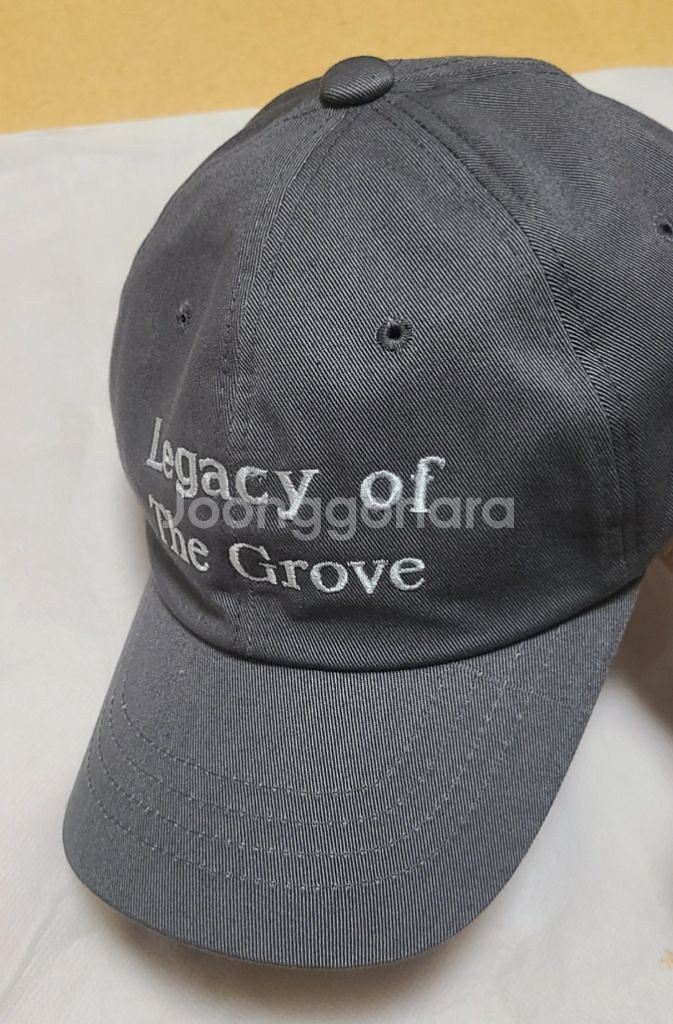 Legacy of
The Grove
Joonggonara